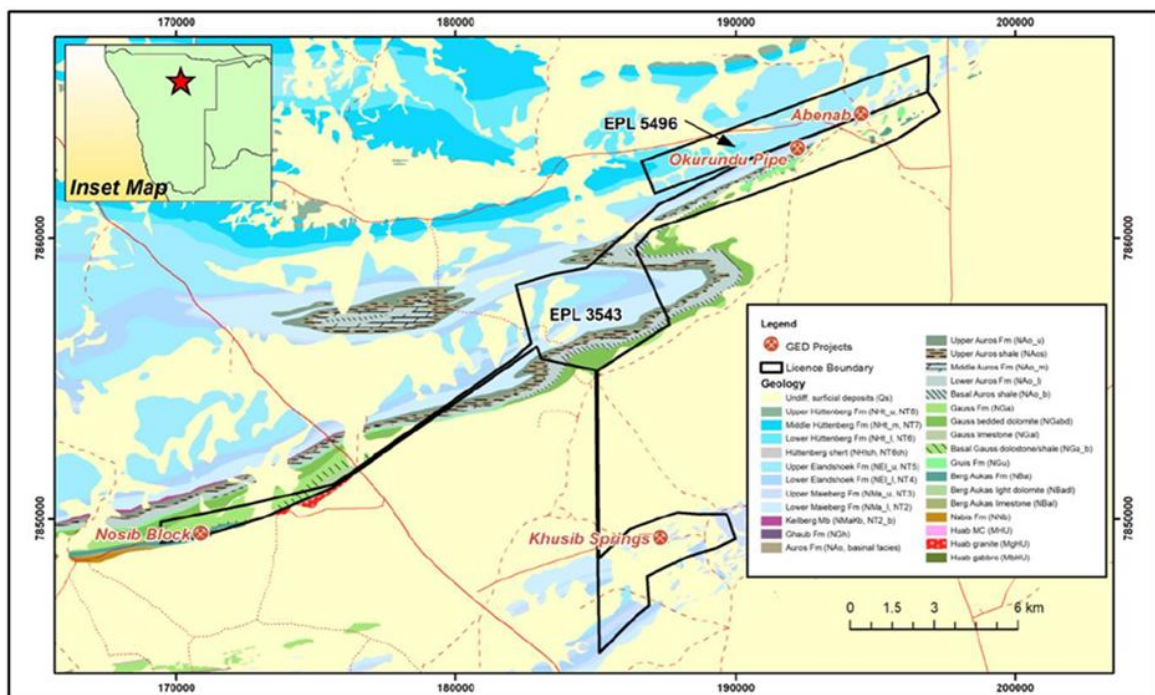 170000 180000 190000 200000
Inset Map
EPL 5496
Abenab
Okurundu Pipe
7860000 7860000
EPL 3543
7850000 7850000
Nosib Block
Khusib Springs
Legend
GED Projects
Licence Boundary
Geology
Undiff. surficial deposits (Qs)
Upper Hüttenberg Fm (NHt_u, NT8)
Middle Hüttenberg Fm (NHt_m, NT7)
Lower Hüttenberg Fm (NHt_l, NT6)
Hüttenberg chert (NHtch, NT6ch)
Upper Elandshoek Fm (NEl_u, NT5)
Lower Elandshoek Fm (NEl_l, NT4)
Upper Maieberg Fm (NMa_u, NT3)
Lower Maieberg Fm (NMa_l, NT2)
Keilberg Mb (NMaKb, NT2_b)
Ghaub Fm (NGh)
Auros Fm (NAo, basinal facies)
Upper Auros Fm (NAo_u)
Upper Auros shale (NAos)
Middle Auros Fm (NAo_m)
Lower Auros Fm (NAo_l)
Basal Auros shale (NAo_b)
Gauss Fm (NGa)
Gauss bedded dolomite (NGabd)
Gauss limestone (NGal)
Basal Gauss dolostone/shale (NGa_b)
Gruis Fm (NGu)
Berg Aukas Fm (NBa)
Berg Aukas light dolomite (NBadl)
Berg Aukas limestone (NBal)
Nabis Fm (NNb)
Huab MC (MHU)
Huab granite (MgHU)
Huab gabbro (MbHU)
0 1.5 3 6 km
170000 180000 190000 200000